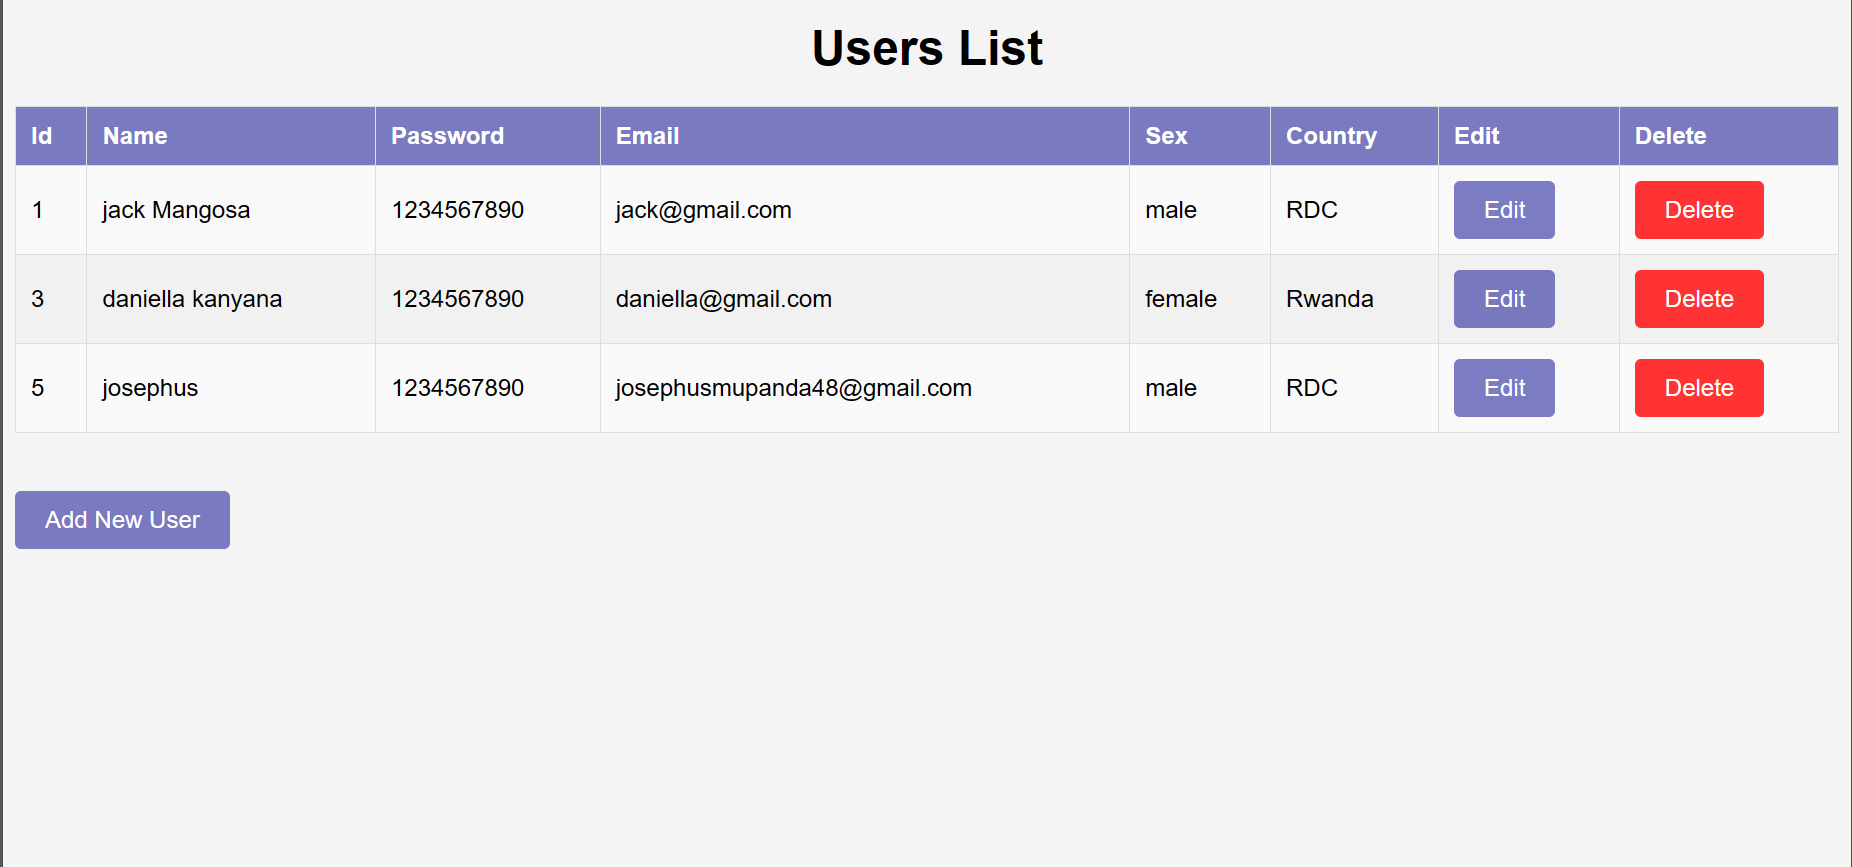 Users List
Id Name Password Email Sex Country Edit Delete
1 jack Mangosa 1234567890 jack@gmail.com male RDC Edit Delete
3 daniella kanyana 1234567890 daniella@gmail.com female Rwanda Edit Delete
5 josephus 1234567890 josephusmupanda48@gmail.com male RDC Edit Delete
Add New User